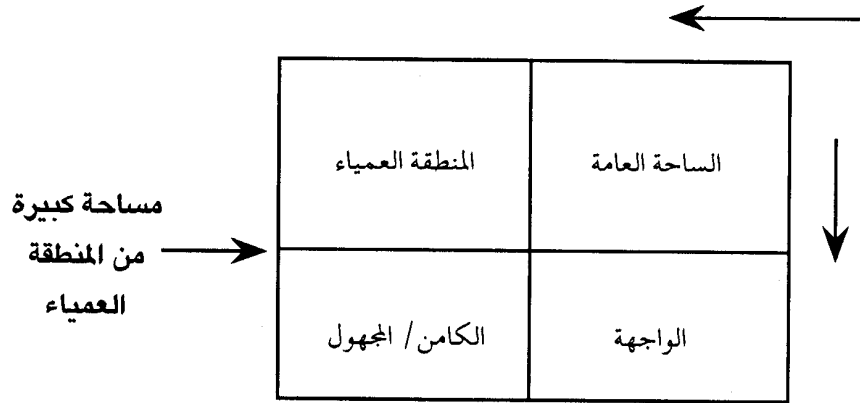 الساحة العامة
المنطقة العمياء
الواجهة
الكامن / المجهول
مساحة كبيرة
من المنطقة
العمياء